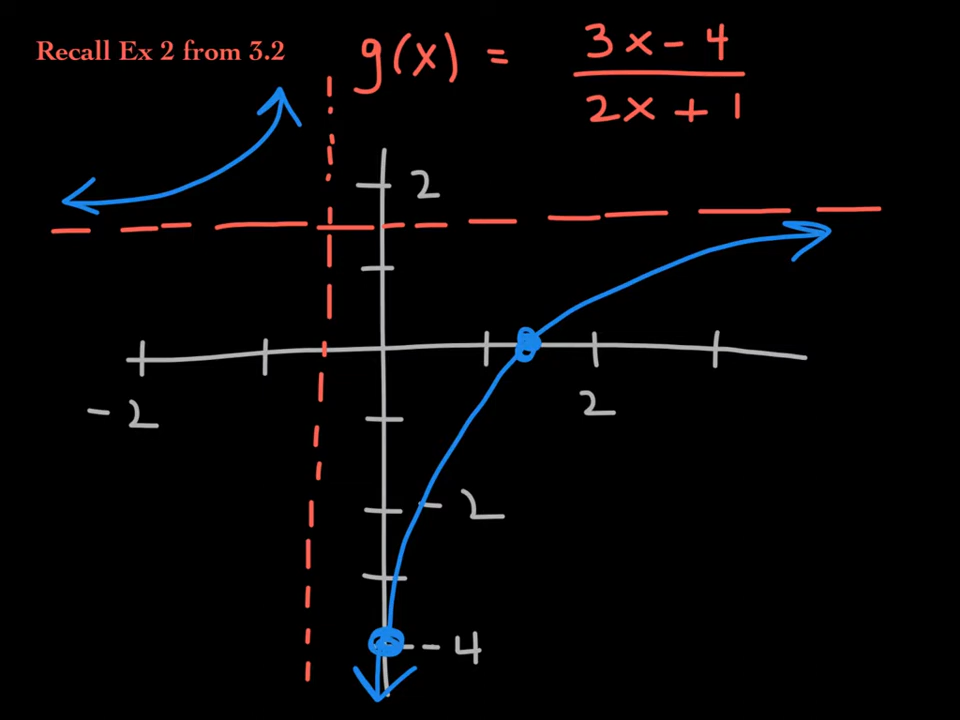 Recall Ex 2 from 3.2
g(x) = (3x - 4)/(2x + 1)
2
-2
2
-2
-4